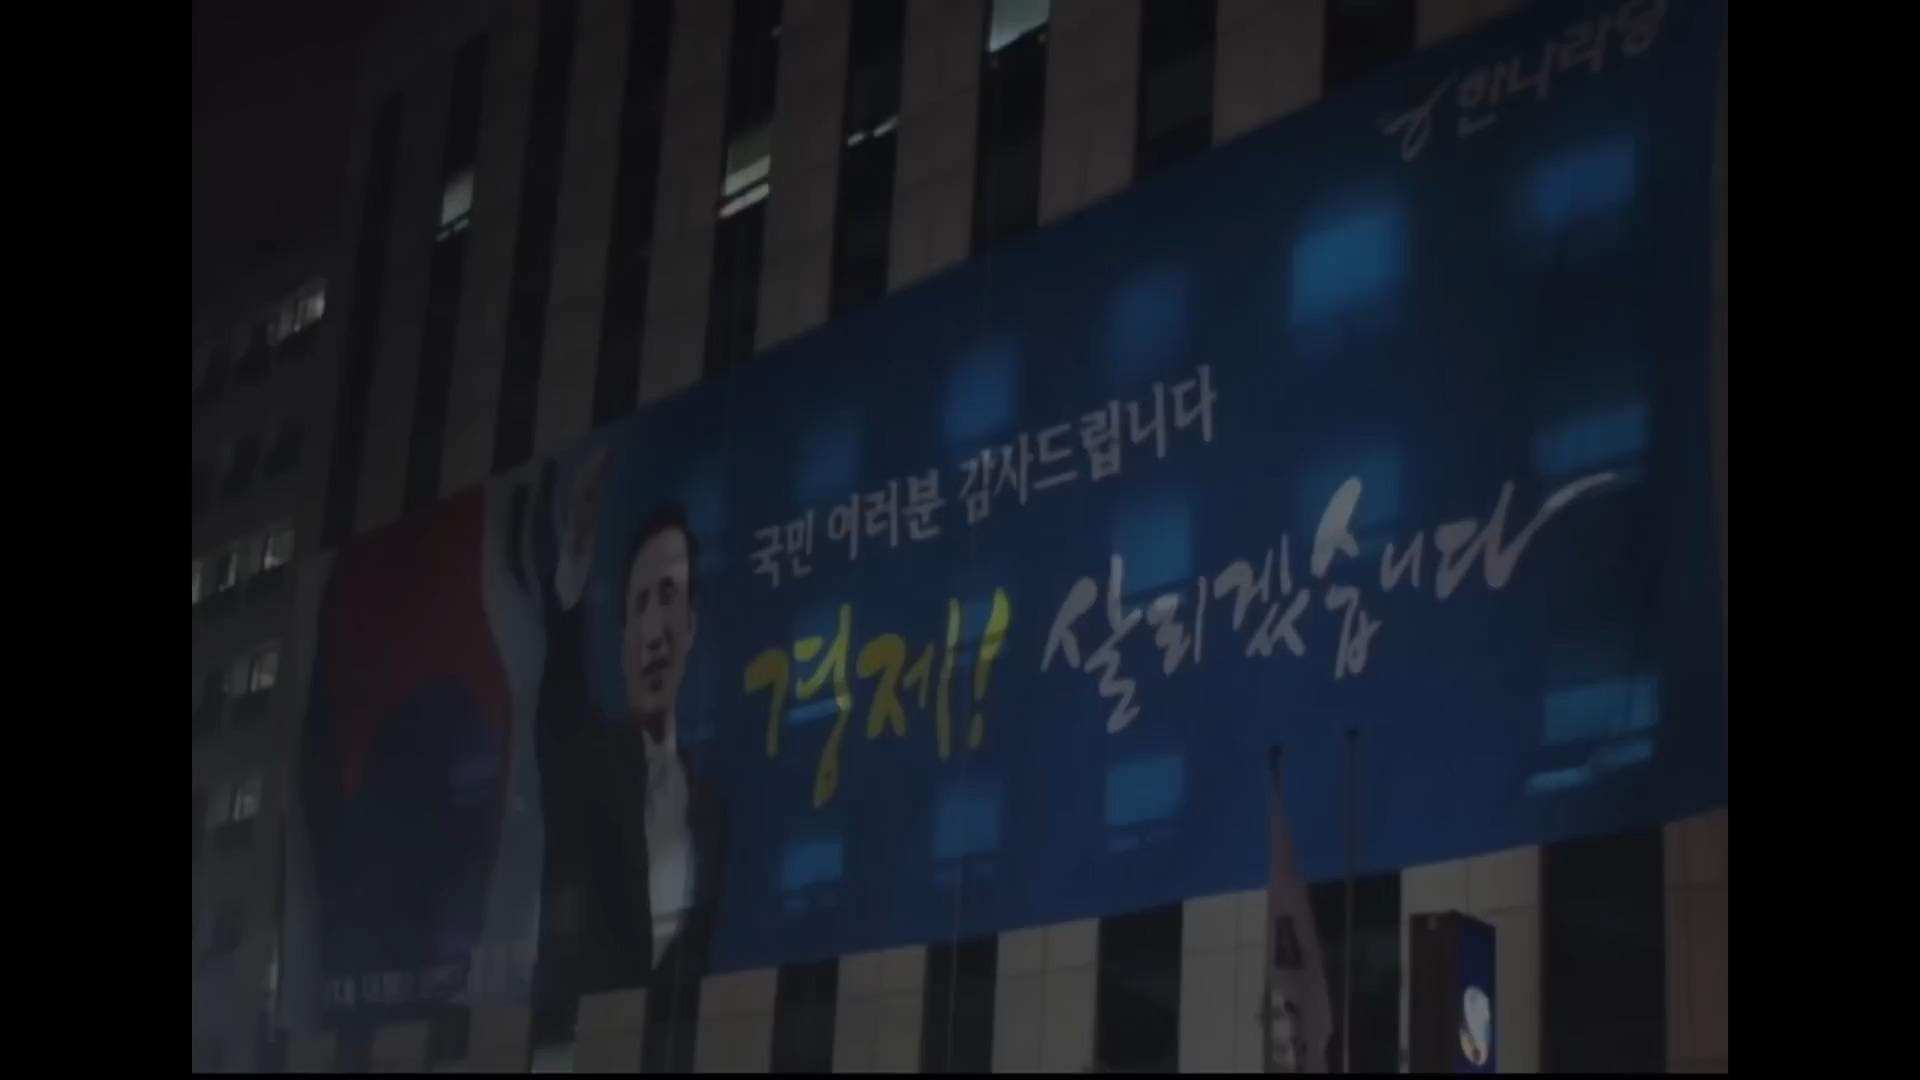 한나라당
국민 여러분 감사드립니다
경제! 살리겠습니다